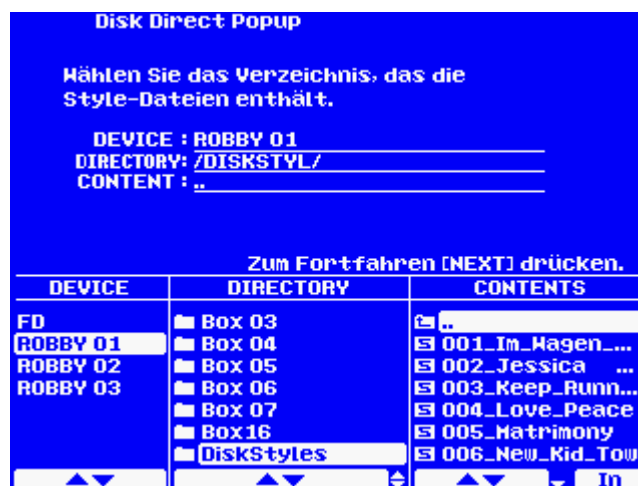 Disk Direct Popup
Wählen Sie das Verzeichnis, das die
Style-Dateien enthält.
DEVICE : ROBBY 01
DIRECTORY: /DISKSTYL/
CONTENT : ..
Zum Fortfahren [NEXT] drücken.
DEVICE DIRECTORY CONTENTS
FD Box 03 ..
ROBBY 01 Box 04 001_Im_Wagen_...
ROBBY 02 Box 05 002_Jessica ...
ROBBY 03 Box 06 003_Keep_Runn...
Box 07 004_Love_Peace
Box16 005_Matrimony
DiskStyles 006_New_Kid_Tow
In